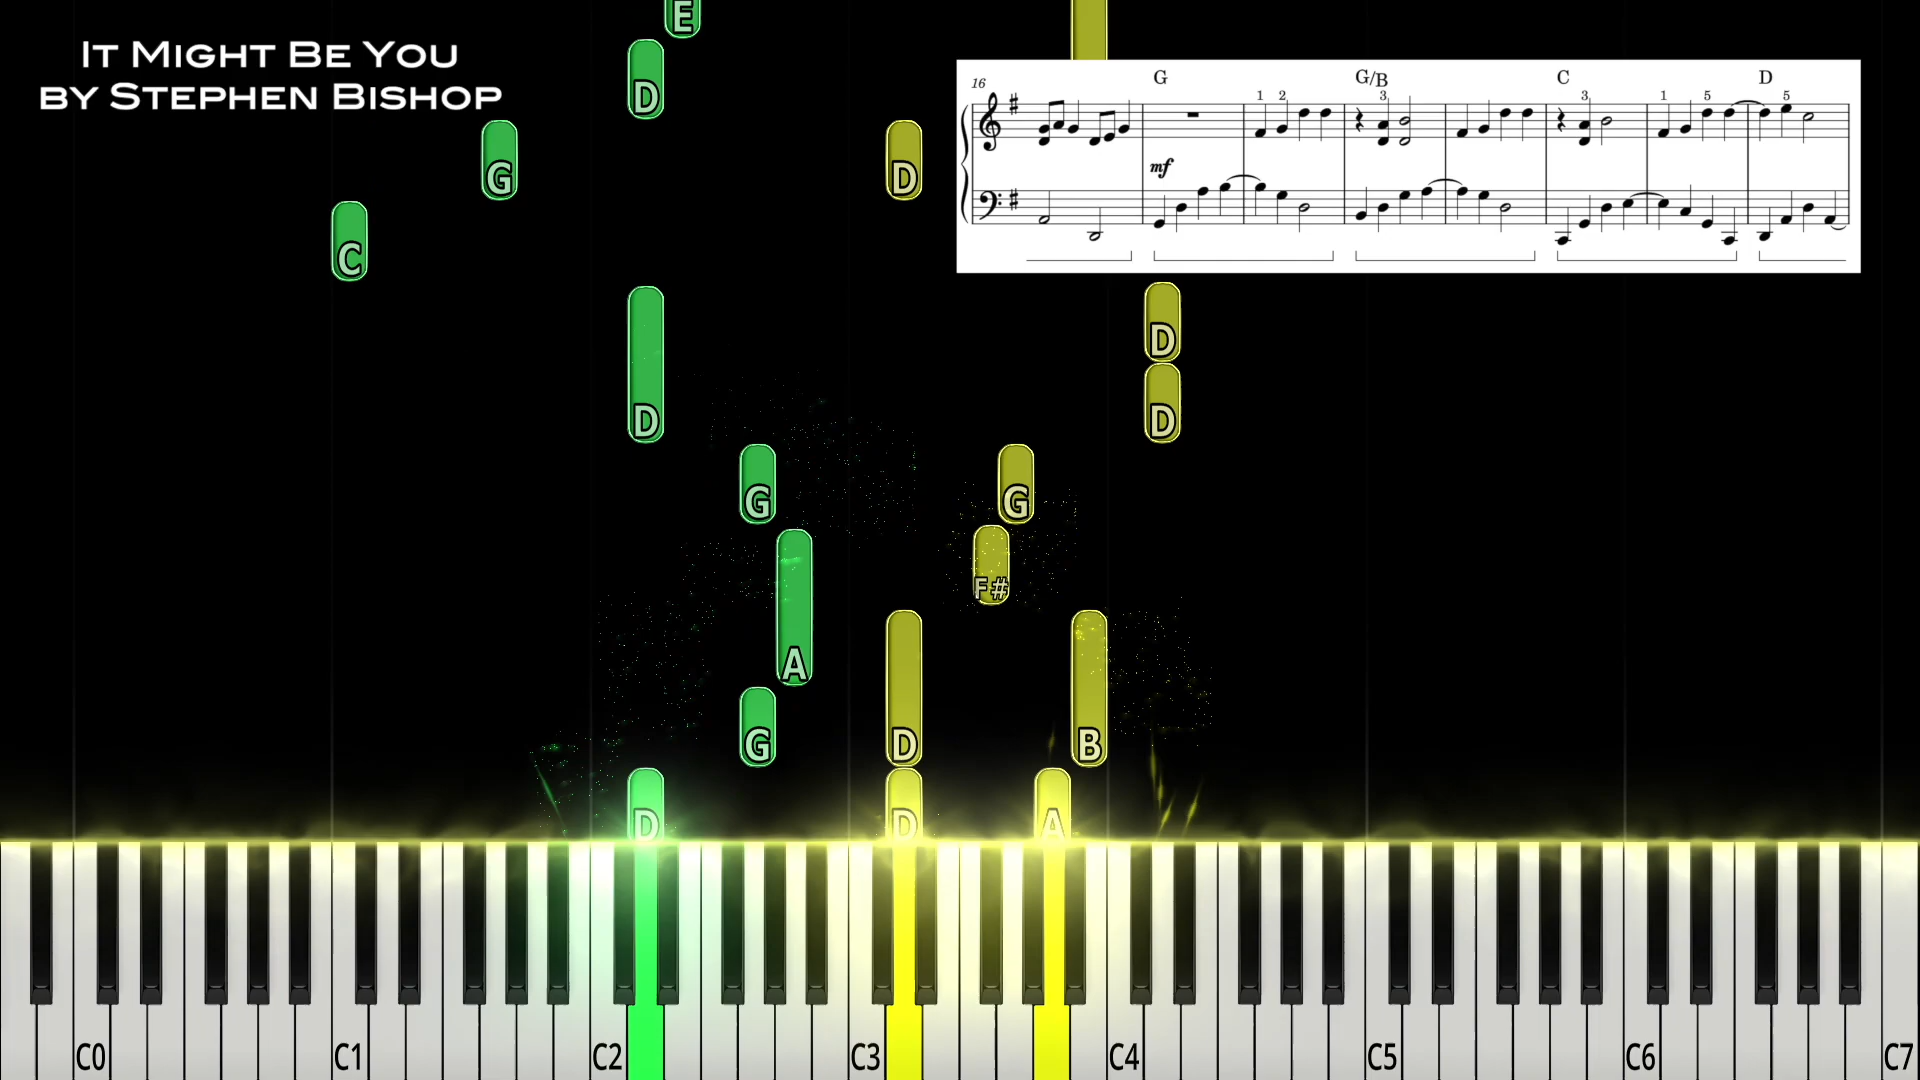 IT MIGHT BE YOU
BY STEPHEN BISHOP
E
D
G
D
C
16
G
G/B
C
D
1 2 3 3 1 5 5
mf
D
D
D
G
G
F#
A
G
D
B
D
D
A
C0 C1 C2 C3 C4 C5 C6 C7